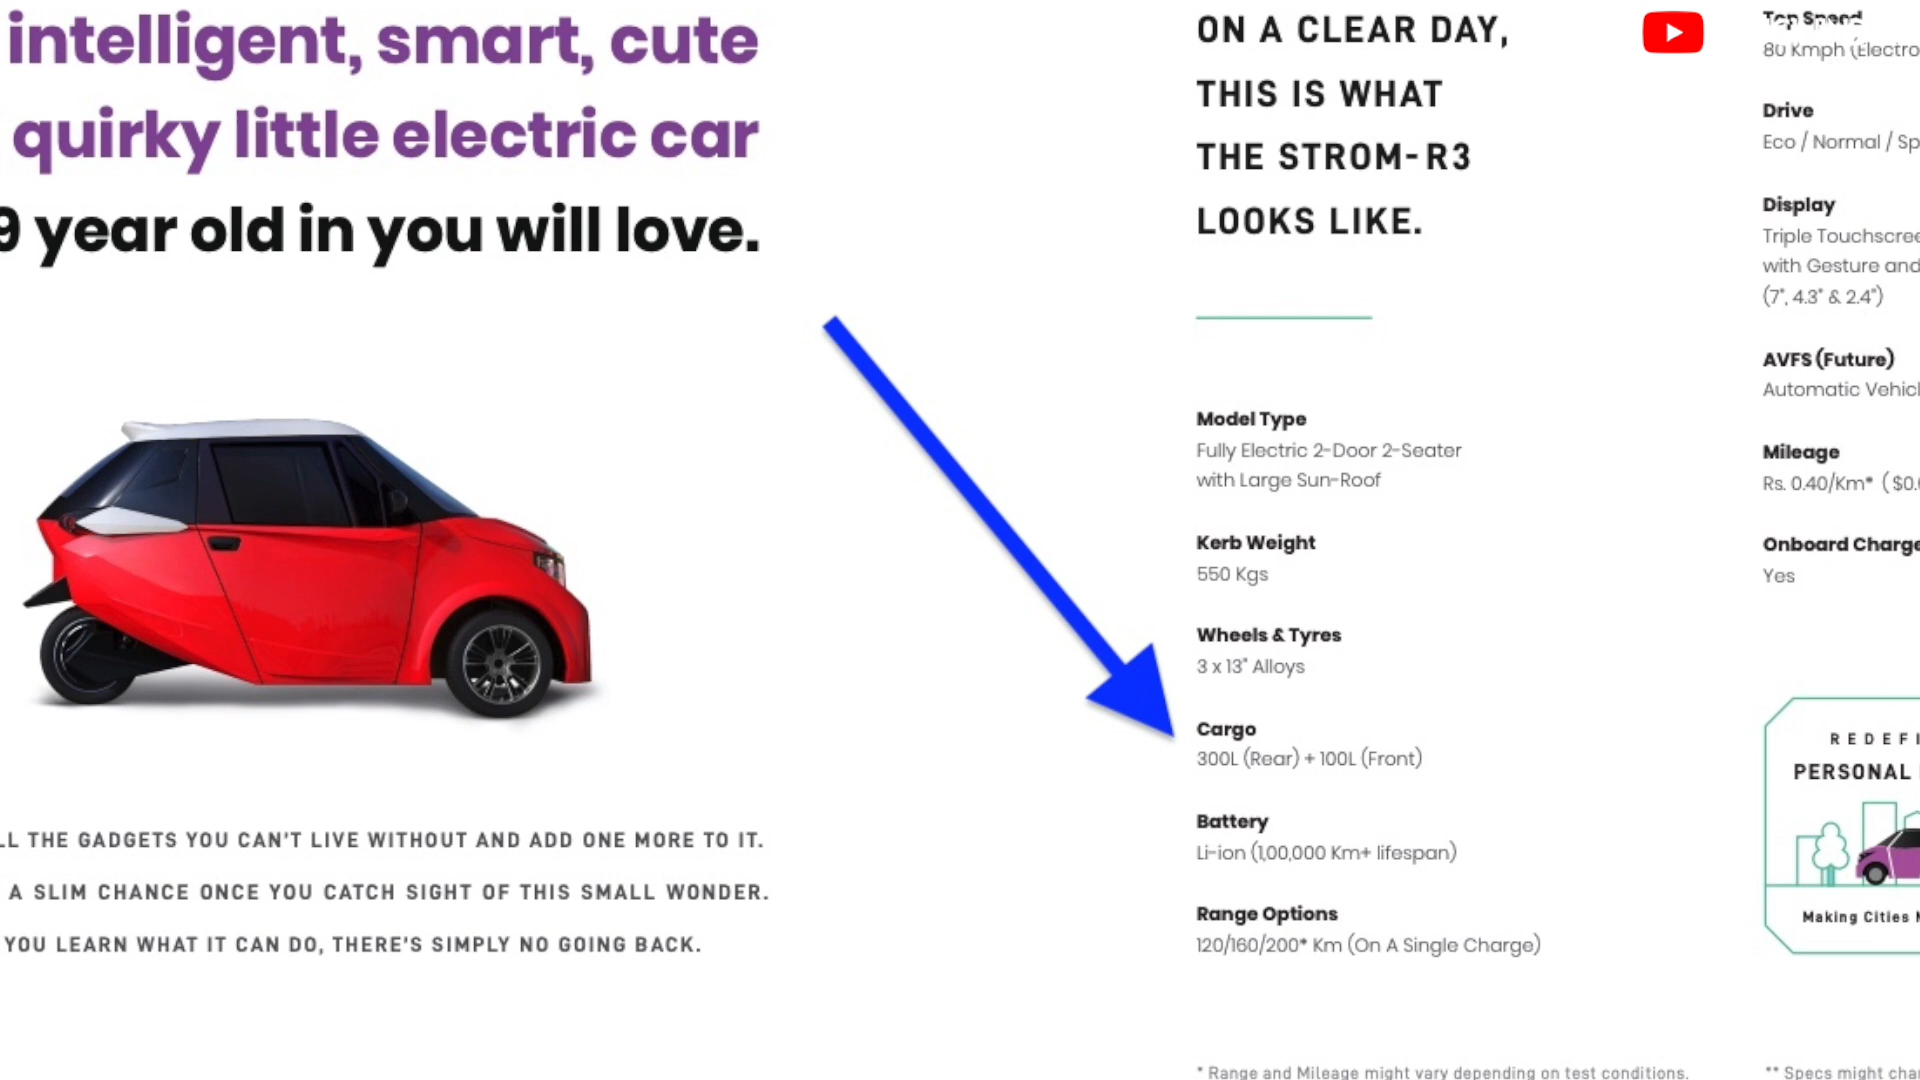 intelligent, smart, cute
quirky little electric car
9 year old in you will love.
LL THE GADGETS YOU CAN'T LIVE WITHOUT AND ADD ONE MORE TO IT.
A SLIM CHANCE ONCE YOU CATCH SIGHT OF THIS SMALL WONDER.
YOU LEARN WHAT IT CAN DO, THERE'S SIMPLY NO GOING BACK.
ON A CLEAR DAY,
THIS IS WHAT
THE STROM-R3
LOOKS LIKE.
Model Type
Fully Electric 2-Door 2-Seater
with Large Sun-Roof
Kerb Weight
550 Kgs
Wheels & Tyres
3 x 13" Alloys
Cargo
300L (Rear) + 100L (Front)
Battery
Li-ion (1,00,000 Km+ lifespan)
Range Options
120/160/200* Km (On A Single Charge)
* Range and Mileage might vary depending on test conditions.
Top Speed
80 Kmph (Electro
Drive
Eco / Normal / Sp
Display
Triple Touchscree
with Gesture and
(7", 4.3" & 2.4")
AVFS (Future)
Automatic Vehicl
Mileage
Rs. 0.40/Km* ( $0.
Onboard Charge
Yes
REDEFI
PERSONAL
Making Cities
** Specs might cha